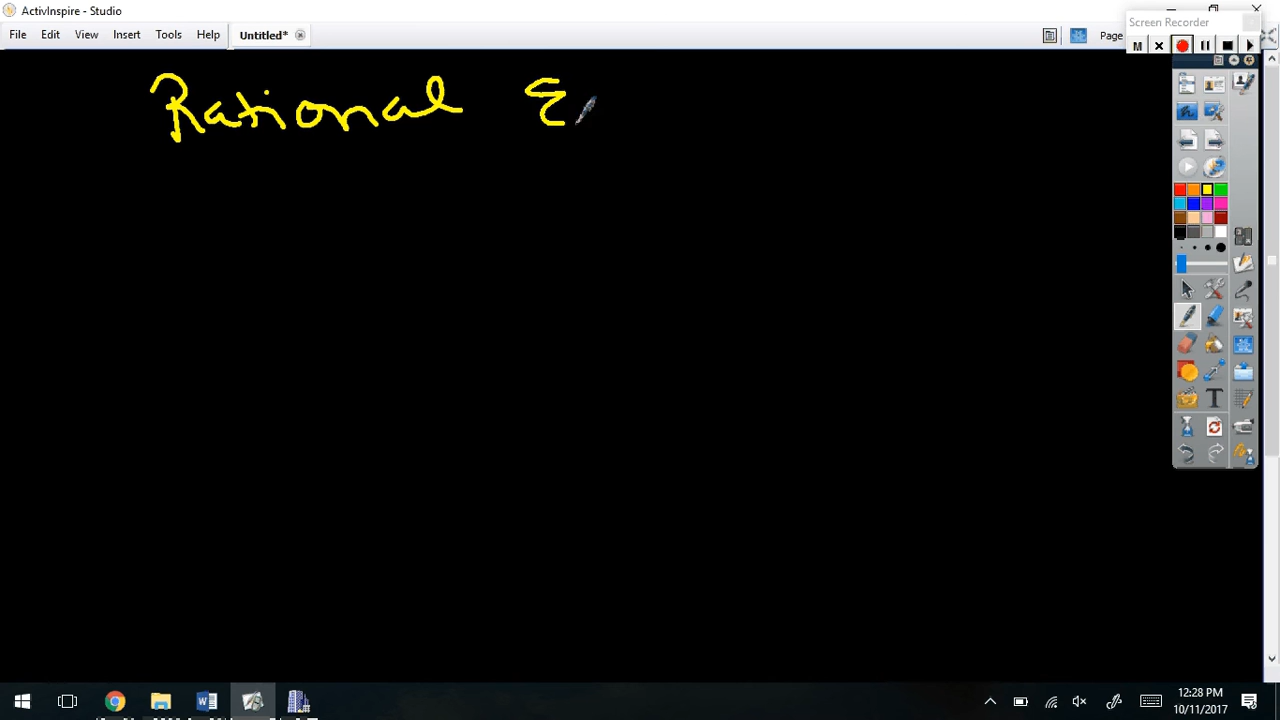 ActivInspire - Studio
Screen Recorder
File Edit View Insert Tools Help Untitled* Page
M
Rational E
T
12:28 PM
10/11/2017